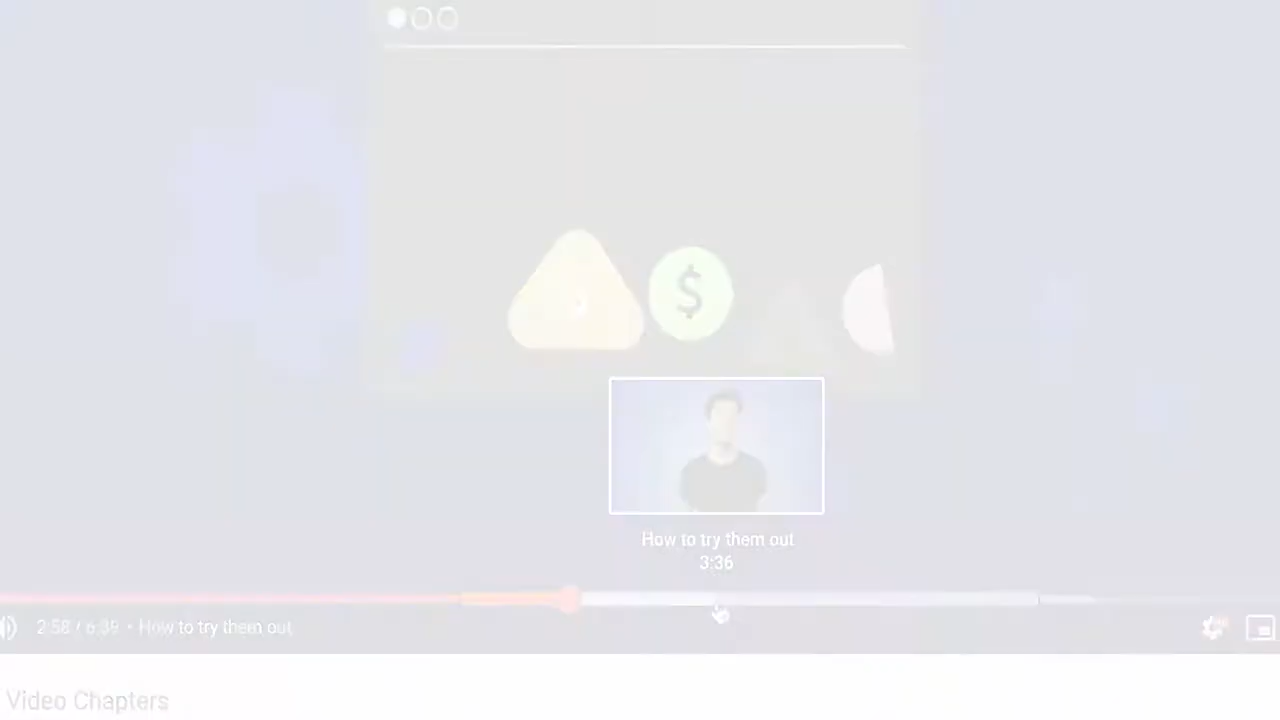 $
How to try them out
3:36
2:58 / 6:39 • How to try them out
Video Chapters